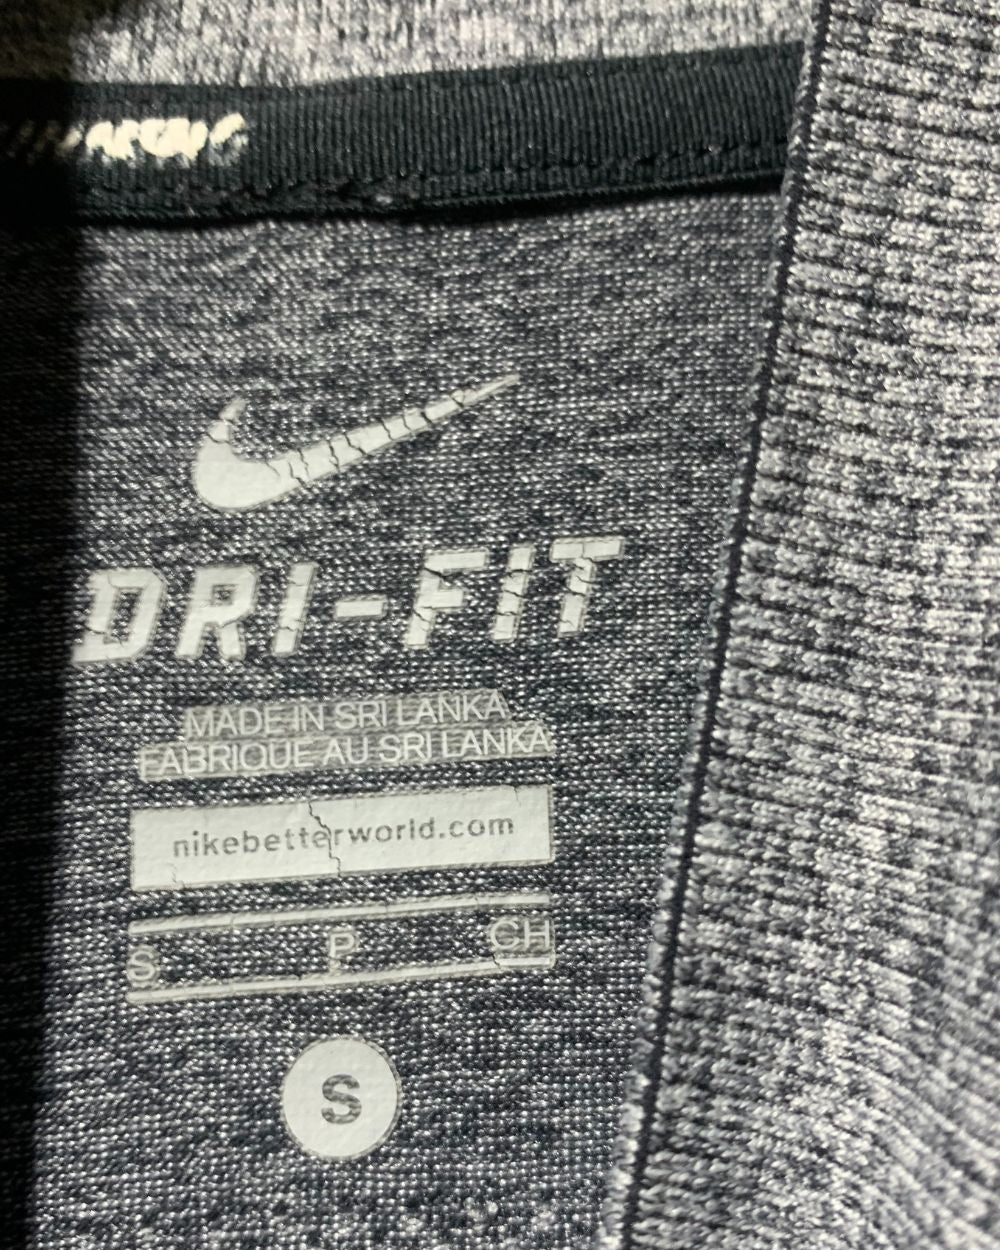 DRI-FIT
MADE IN SRI LANKA
FABRIQUE AU SRI LANKA
nikebetterworld.com
S P CH
S